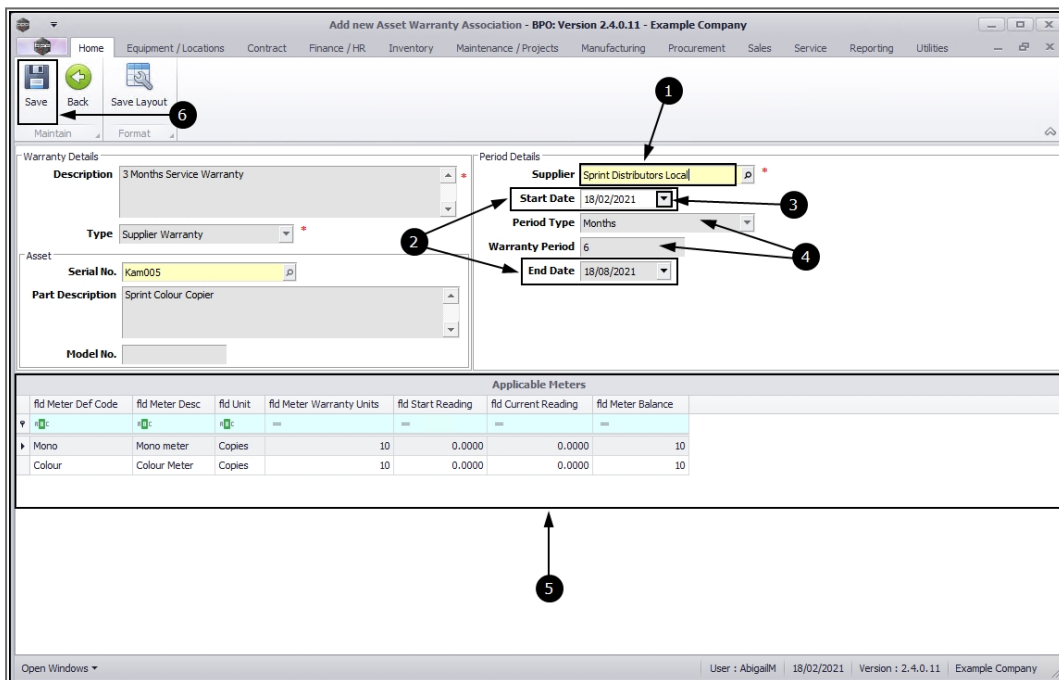 Add new Asset Warranty Association - BPO: Version 2.4.0.11 - Example Company
Home Equipment / Locations Contract Finance / HR Inventory Maintenance / Projects Manufacturing Procurement Sales Service Reporting Utilities
Save Back Save Layout
6
1
Maintain Format
Warranty Details
Description 3 Months Service Warranty *
Type Supplier Warranty *
Period Details
Supplier Sprint Distributors Local *
Start Date 18/02/2021
3
Period Type Months
2
Warranty Period 6
4
End Date 18/08/2021
Asset
Serial No. Kam005
Part Description Sprint Colour Copier
Model No.
Applicable Meters
fld Meter Def Code fld Meter Desc fld Unit fld Meter Warranty Units fld Start Reading fld Current Reading fld Meter Balance
Mono Mono meter Copies 10 0.0000 0.0000 10
Colour Colour Meter Copies 10 0.0000 0.0000 10
5
Open Windows User : AbigailM 18/02/2021 Version : 2.4.0.11 Example Company